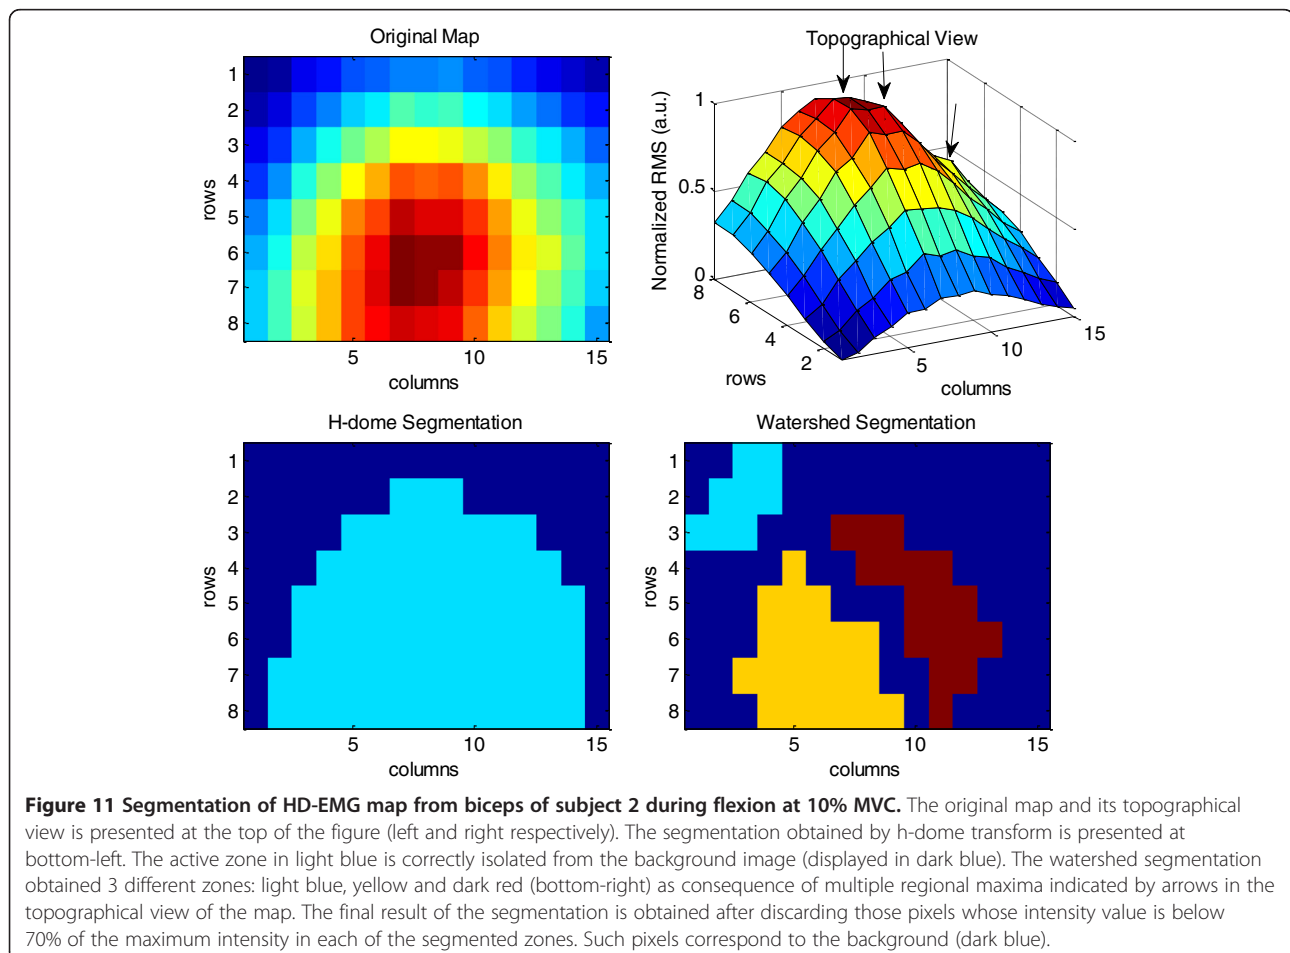 Original Map
1
2
3
4
5
6
7
8
rows
5
10
15
columns
Topographical View
1
0.5
0
Normalized RMS (a.u.)
8
6
4
2
rows
5
10
15
columns
H-dome Segmentation
1
2
3
4
5
6
7
8
rows
5
10
15
columns
Watershed Segmentation
1
2
3
4
5
6
7
8
rows
5
10
15
columns
Figure 11 Segmentation of HD-EMG map from biceps of subject 2 during flexion at 10% MVC. The original map and its topographical
view is presented at the top of the figure (left and right respectively). The segmentation obtained by h-dome transform is presented at
bottom-left. The active zone in light blue is correctly isolated from the background image (displayed in dark blue). The watershed segmentation
obtained 3 different zones: light blue, yellow and dark red (bottom-right) as consequence of multiple regional maxima indicated by arrows in the
topographical view of the map. The final result of the segmentation is obtained after discarding those pixels whose intensity value is below
70% of the maximum intensity in each of the segmented zones. Such pixels correspond to the background (dark blue).